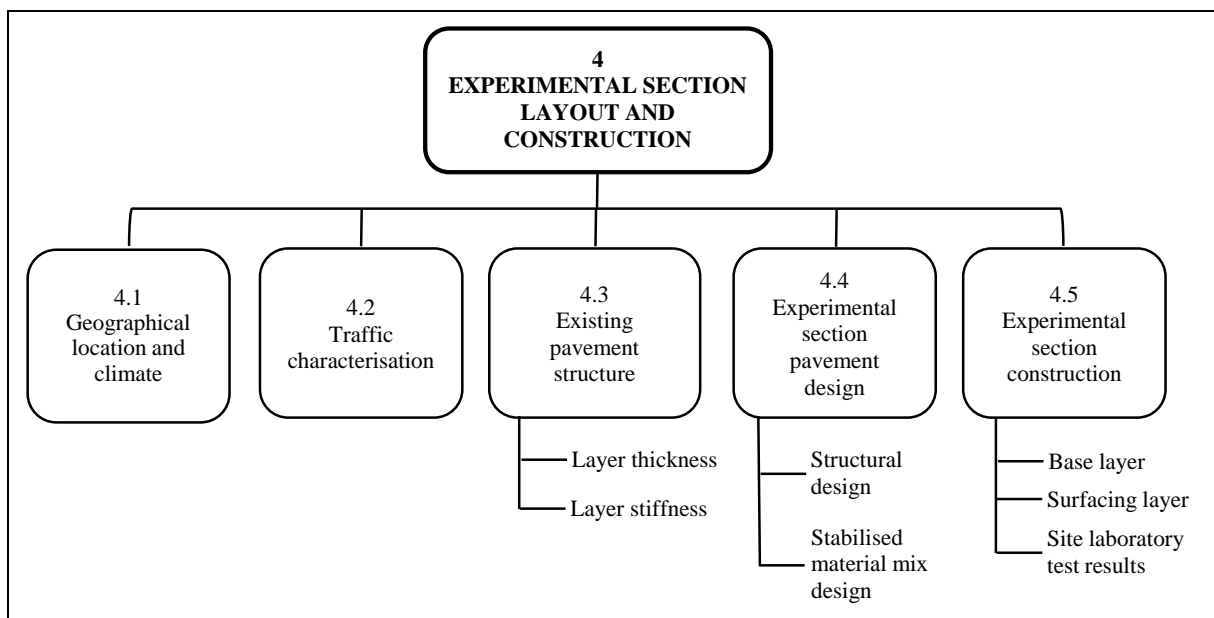 4
EXPERIMENTAL SECTION
LAYOUT AND
CONSTRUCTION
4.1
Geographical
location and
climate
4.2
Traffic
characterisation
4.3
Existing
pavement
structure
Layer thickness
Layer stiffness
4.4
Experimental
section
pavement
design
Structural
design
Stabilised
material mix
design
4.5
Experimental
section
construction
Base layer
Surfacing layer
Site laboratory
test results